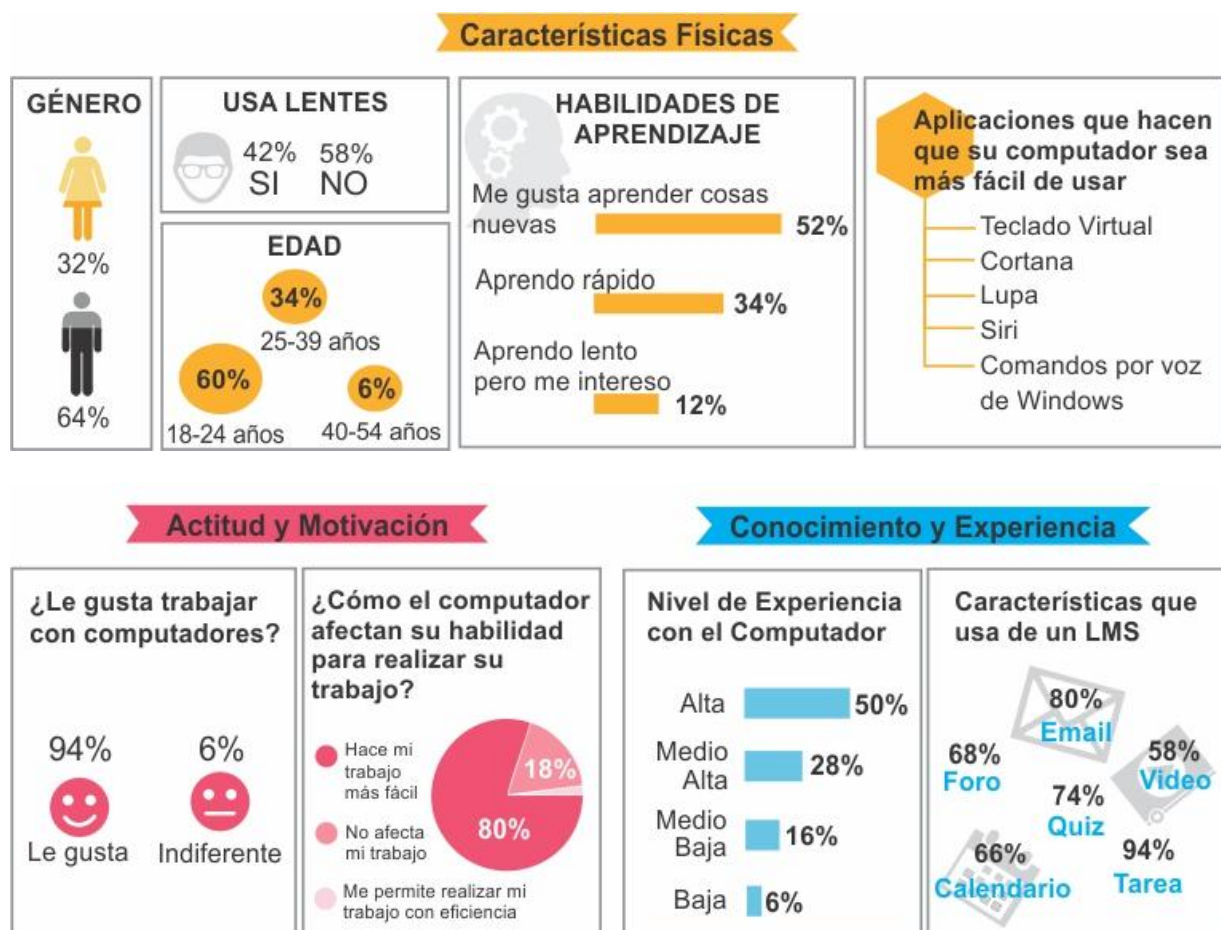 Características Físicas
GÉNERO
32%
64%
USA LENTES
42% 58%
SI NO
EDAD
34%
25-39 años
60%
18-24 años
6%
40-54 años
HABILIDADES DE
APRENDIZAJE
Me gusta aprender cosas
nuevas 52%
Aprendo rápido
34%
Aprendo lento
pero me intereso
12%
Aplicaciones que hacen
que su computador sea
más fácil de usar
Teclado Virtual
Cortana
Lupa
Siri
Comandos por voz
de Windows
Actitud y Motivación
¿Le gusta trabajar
con computadores?
94% 6%
Le gusta Indiferente
¿Cómo el computador
afectan su habilidad
para realizar su
trabajo?
Hace mi
trabajo
más fácil
No afecta
mi trabajo
Me permite realizar mi
trabajo con eficiencia
18%
80%
Conocimiento y Experiencia
Nivel de Experiencia
con el Computador
Alta 50%
Medio
Alta 28%
Medio
Baja 16%
Baja 6%
Características que
usa de un LMS
80%
Email
68%
Foro
58%
Video
74%
Quiz
66%
Calendario
94%
Tarea